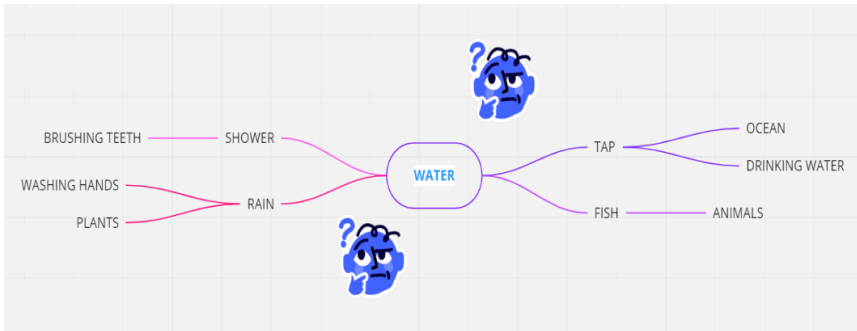 BRUSHING TEETH
SHOWER
WASHING HANDS
RAIN
PLANTS
WATER
TAP
OCEAN
DRINKING WATER
FISH
ANIMALS
?
?